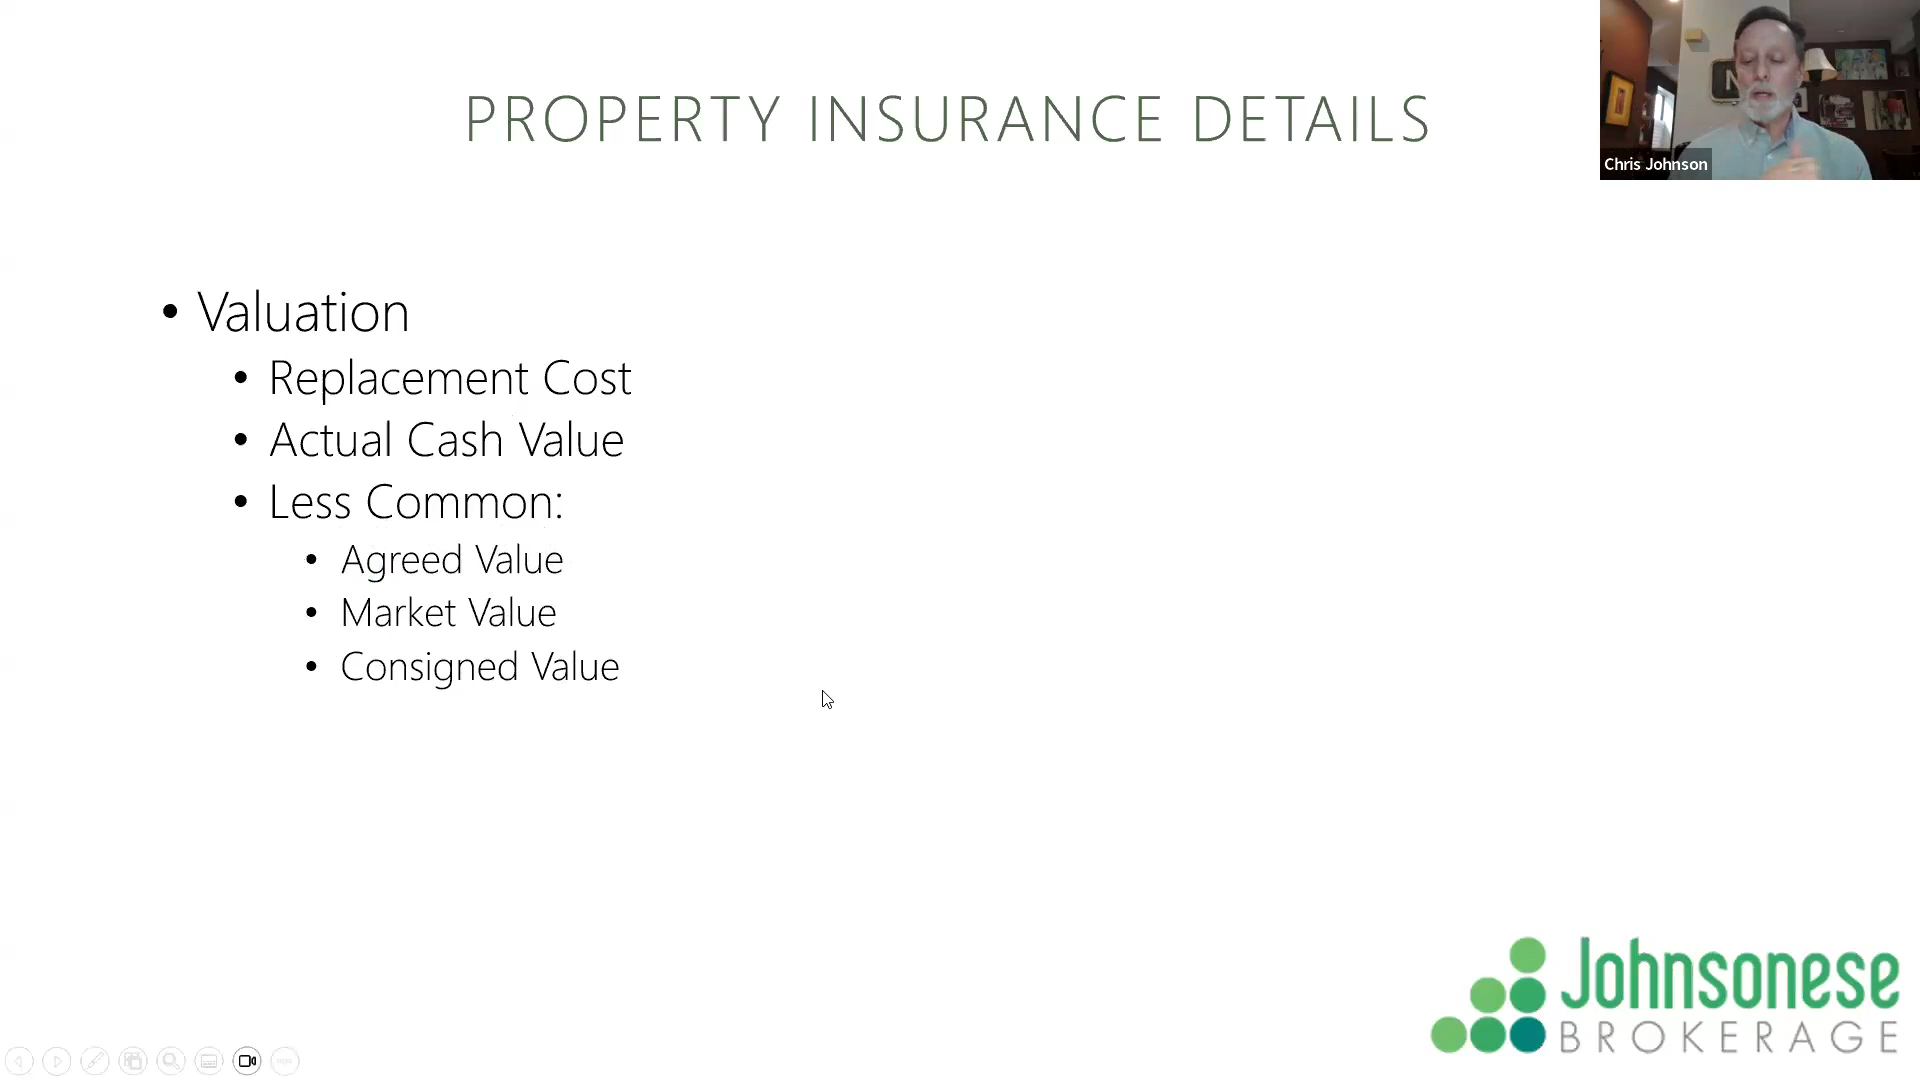 PROPERTY INSURANCE DETAILS
Chris Johnson
• Valuation
• Replacement Cost
• Actual Cash Value
• Less Common:
• Agreed Value
• Market Value
• Consigned Value
Johnsonese
BROKERAGE